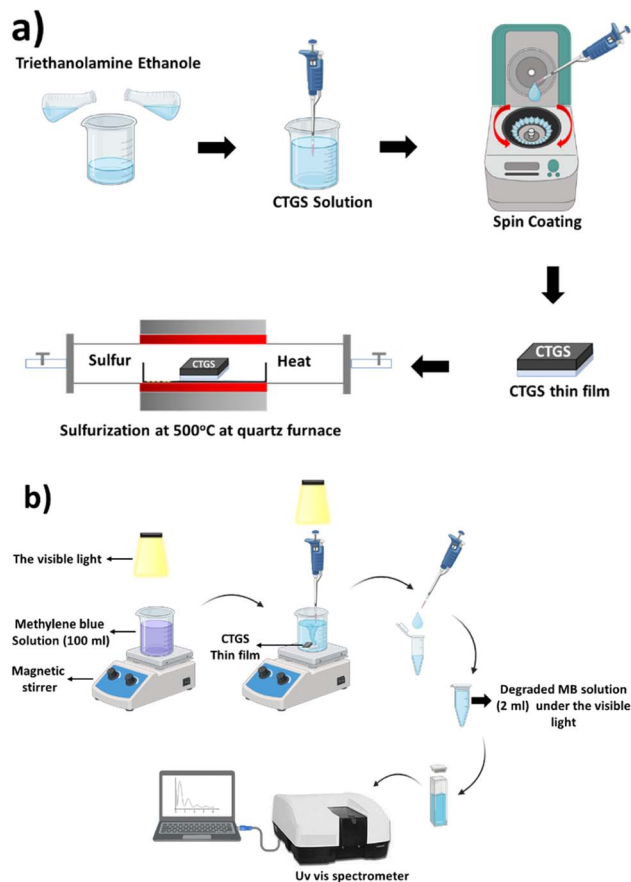 a)
Triethanolamine Ethanole
CTGS Solution
Spin Coating
CTGS
CTGS thin film
Sulfur
CTGS
Heat
Sulfurization at 500°C at quartz furnace
b)
The visible light
Methylene blue
Solution (100 ml)
Magnetic
stirrer
CTGS
Thin film
Degraded MB solution
(2 ml) under the visible
light
Uv vis spectrometer